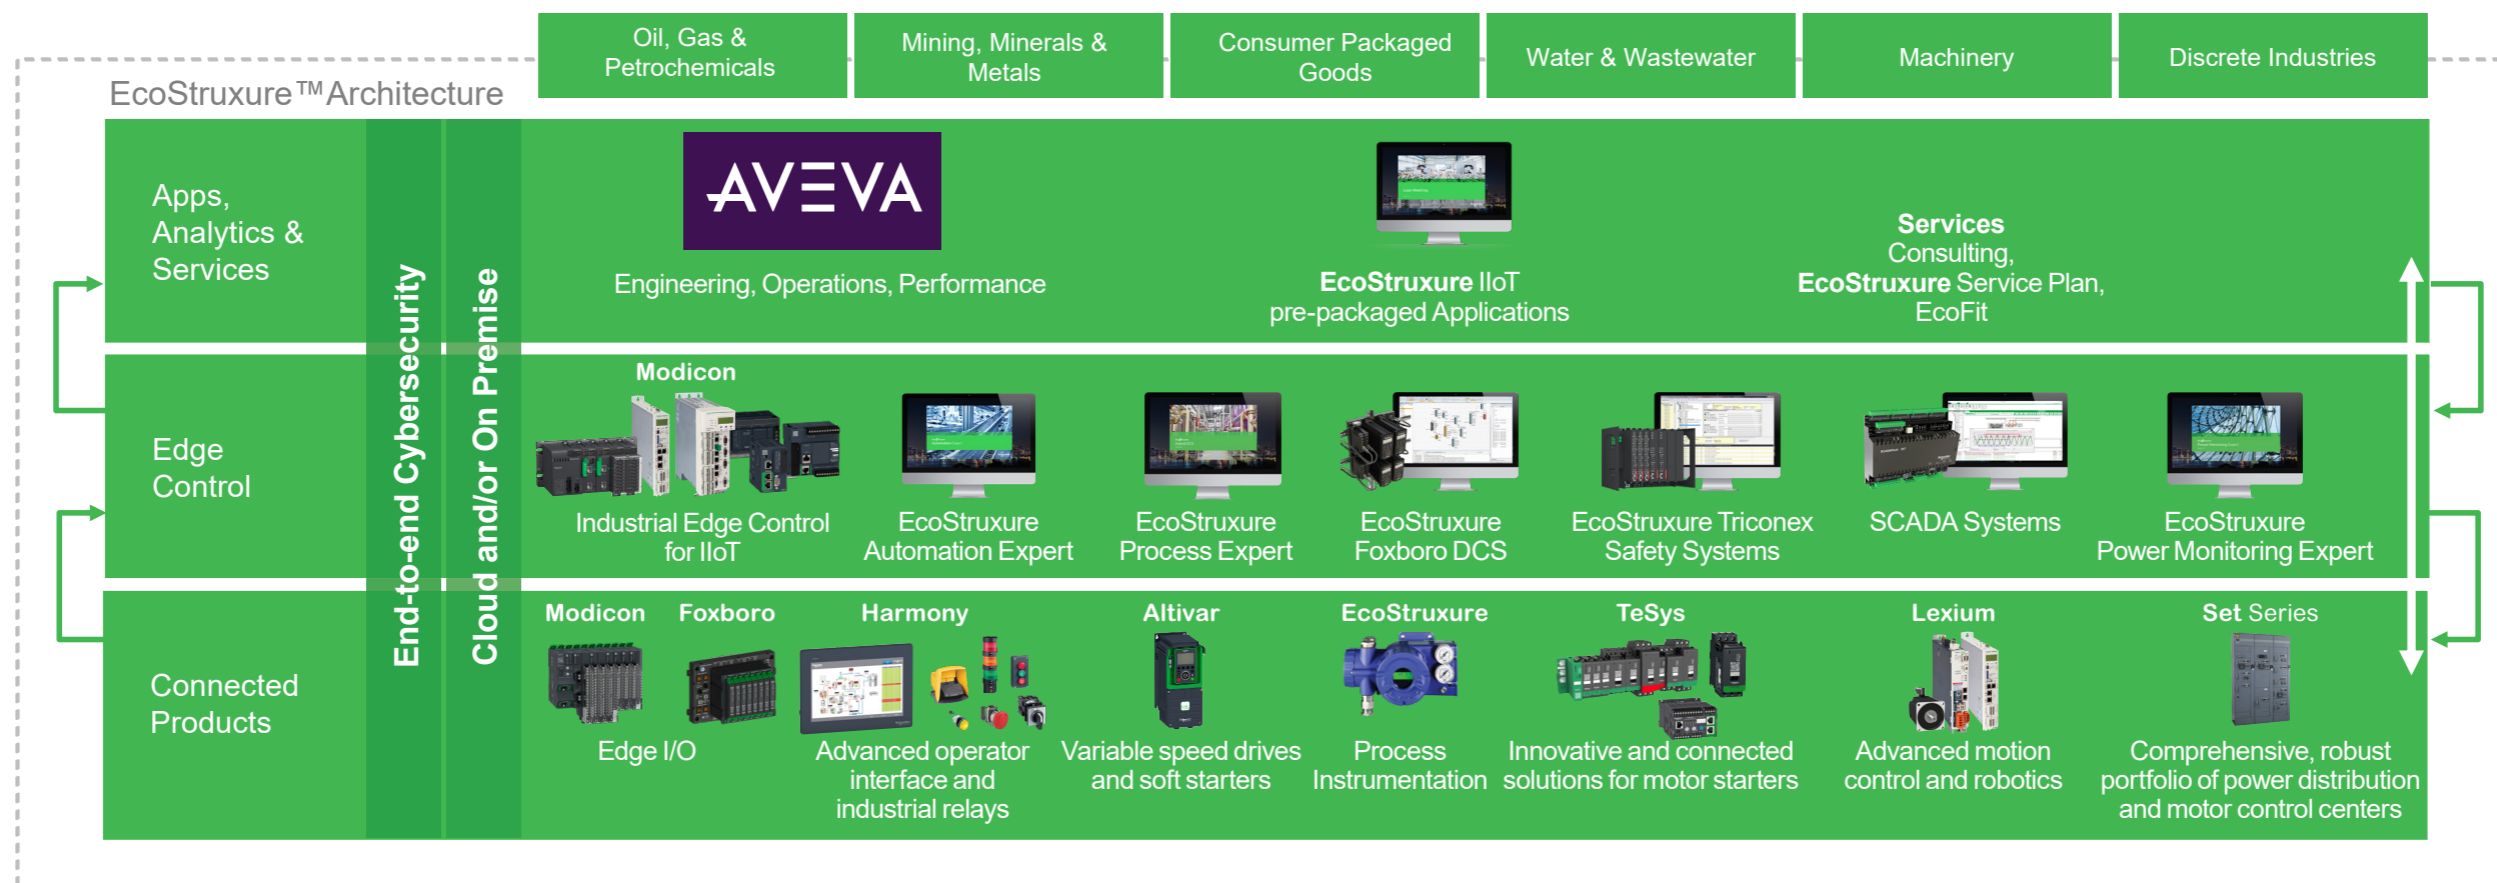 Oil, Gas &
Petrochemicals
Mining, Minerals &
Metals
Consumer Packaged
Goods
Water & Wastewater
Machinery
Discrete Industries
EcoStruxure™Architecture
Apps,
Analytics &
Services
End-to-end Cybersecurity
Cloud and/or On Premise
AVEVA
Engineering, Operations, Performance
EcoStruxure IIoT
pre-packaged Applications
Services
Consulting,
EcoStruxure Service Plan,
EcoFit
Edge
Control
Modicon
Industrial Edge Control
for IIoT
EcoStruxure
Automation Expert
EcoStruxure
Process Expert
EcoStruxure
Foxboro DCS
EcoStruxure Triconex
Safety Systems
SCADA Systems
EcoStruxure
Power Monitoring Expert
Connected
Products
Modicon
Foxboro
Edge I/O
Harmony
Advanced operator
interface and
industrial relays
Altivar
Variable speed drives
and soft starters
EcoStruxure
Process
Instrumentation
TeSys
Innovative and connected
solutions for motor starters
Lexium
Advanced motion
control and robotics
Set Series
Comprehensive, robust
portfolio of power distribution
and motor control centers